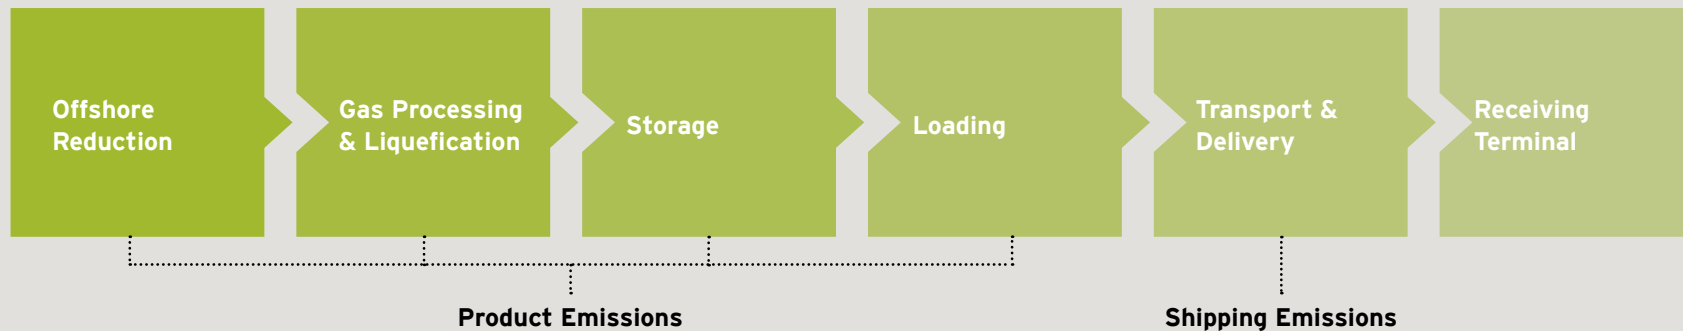 Offshore
Reduction
Gas Processing
& Liquefication
Storage
Loading
Transport &
Delivery
Receiving
Terminal
Product Emissions
Shipping Emissions